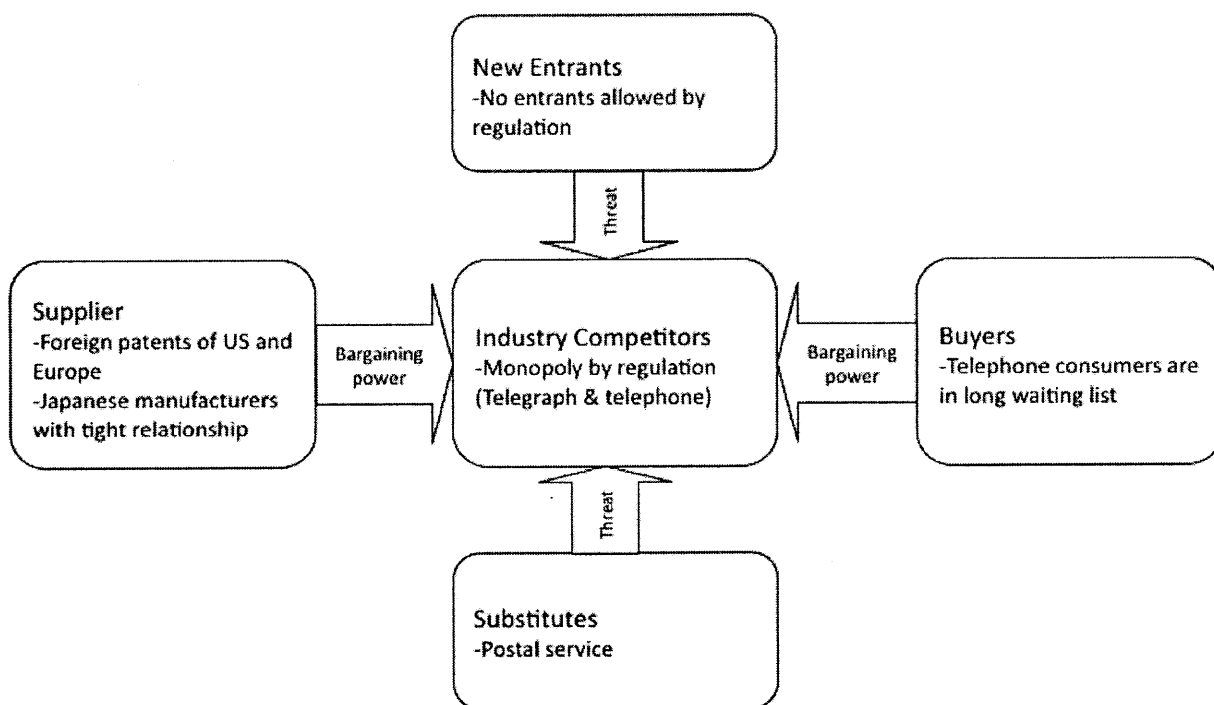 New Entrants
-No entrants allowed by
regulation
Threat
Supplier
-Foreign patents of US and
Europe
-Japanese manufacturers
with tight relationship
Bargaining
power
Industry Competitors
-Monopoly by regulation
(Telegraph & telephone)
Bargaining
power
Buyers
-Telephone consumers are
in long waiting list
Threat
Substitutes
-Postal service